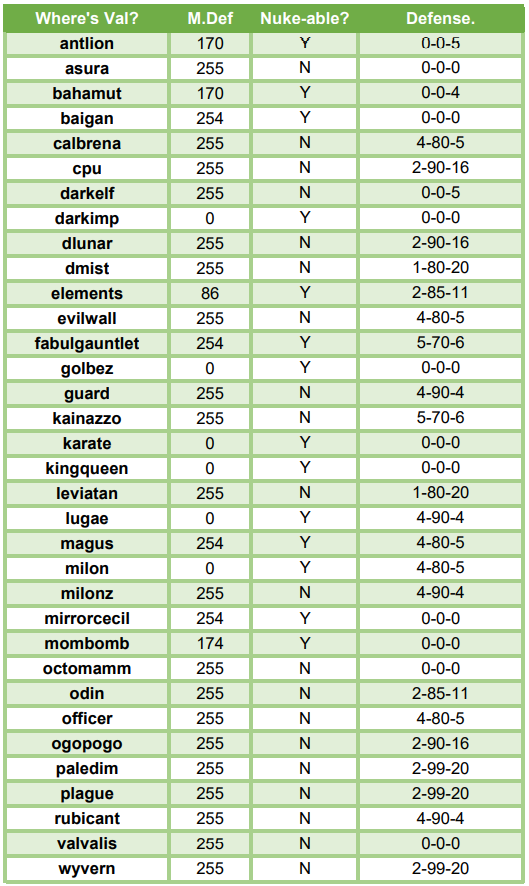 Where's Val? M.Def Nuke-able? Defense.
antlion 170 Y 0-0-5
asura 255 N 0-0-0
bahamut 170 Y 0-0-4
baigan 254 Y 0-0-0
calbrena 255 N 4-80-5
cpu 255 N 2-90-16
darkelf 255 N 0-0-5
darkimp 0 Y 0-0-0
dlunar 255 N 2-90-16
dmist 255 N 1-80-20
elements 86 Y 2-85-11
evilwall 255 N 4-80-5
fabulgauntlet 254 Y 5-70-6
golbez 0 Y 0-0-0
guard 255 N 4-90-4
kainazzo 255 N 5-70-6
karate 0 Y 0-0-0
kingqueen 0 Y 0-0-0
leviatan 255 N 1-80-20
lugae 0 Y 4-90-4
magus 254 Y 4-80-5
milon 0 Y 4-80-5
milonz 255 N 4-90-4
mirrorcecil 254 Y 0-0-0
mombomb 174 Y 0-0-0
octomamm 255 N 0-0-0
odin 255 N 2-85-11
officer 255 N 4-80-5
ogopogo 255 N 2-90-16
paledim 255 N 2-99-20
plague 255 N 2-99-20
rubicant 255 N 4-90-4
valvalis 255 N 0-0-0
wyvern 255 N 2-99-20